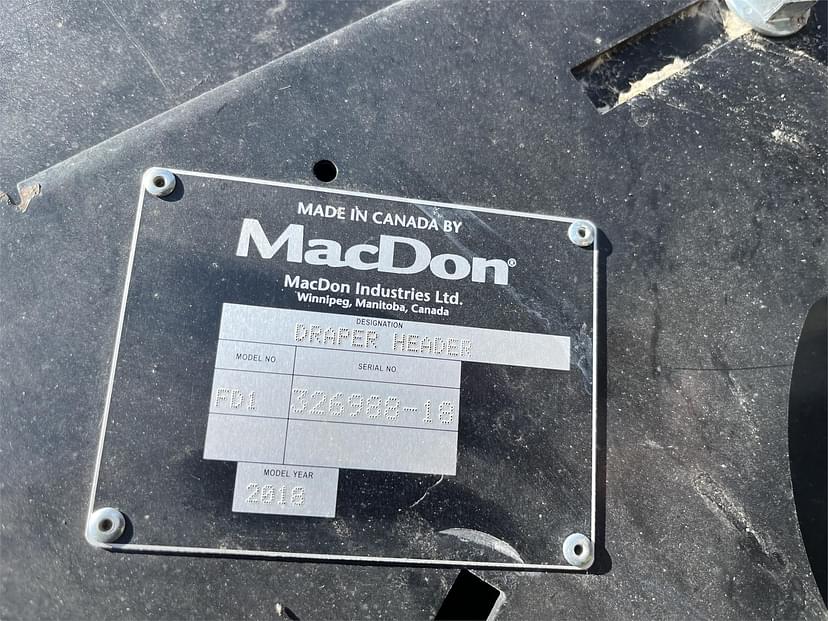 MADE IN CANADA BY
MacDon®
MacDon Industries Ltd.
Winnipeg, Manitoba, Canada
DESIGNATION
DRAPER HEADER
MODEL NO
SERIAL NO
FD1
326988-18
MODEL YEAR
2018